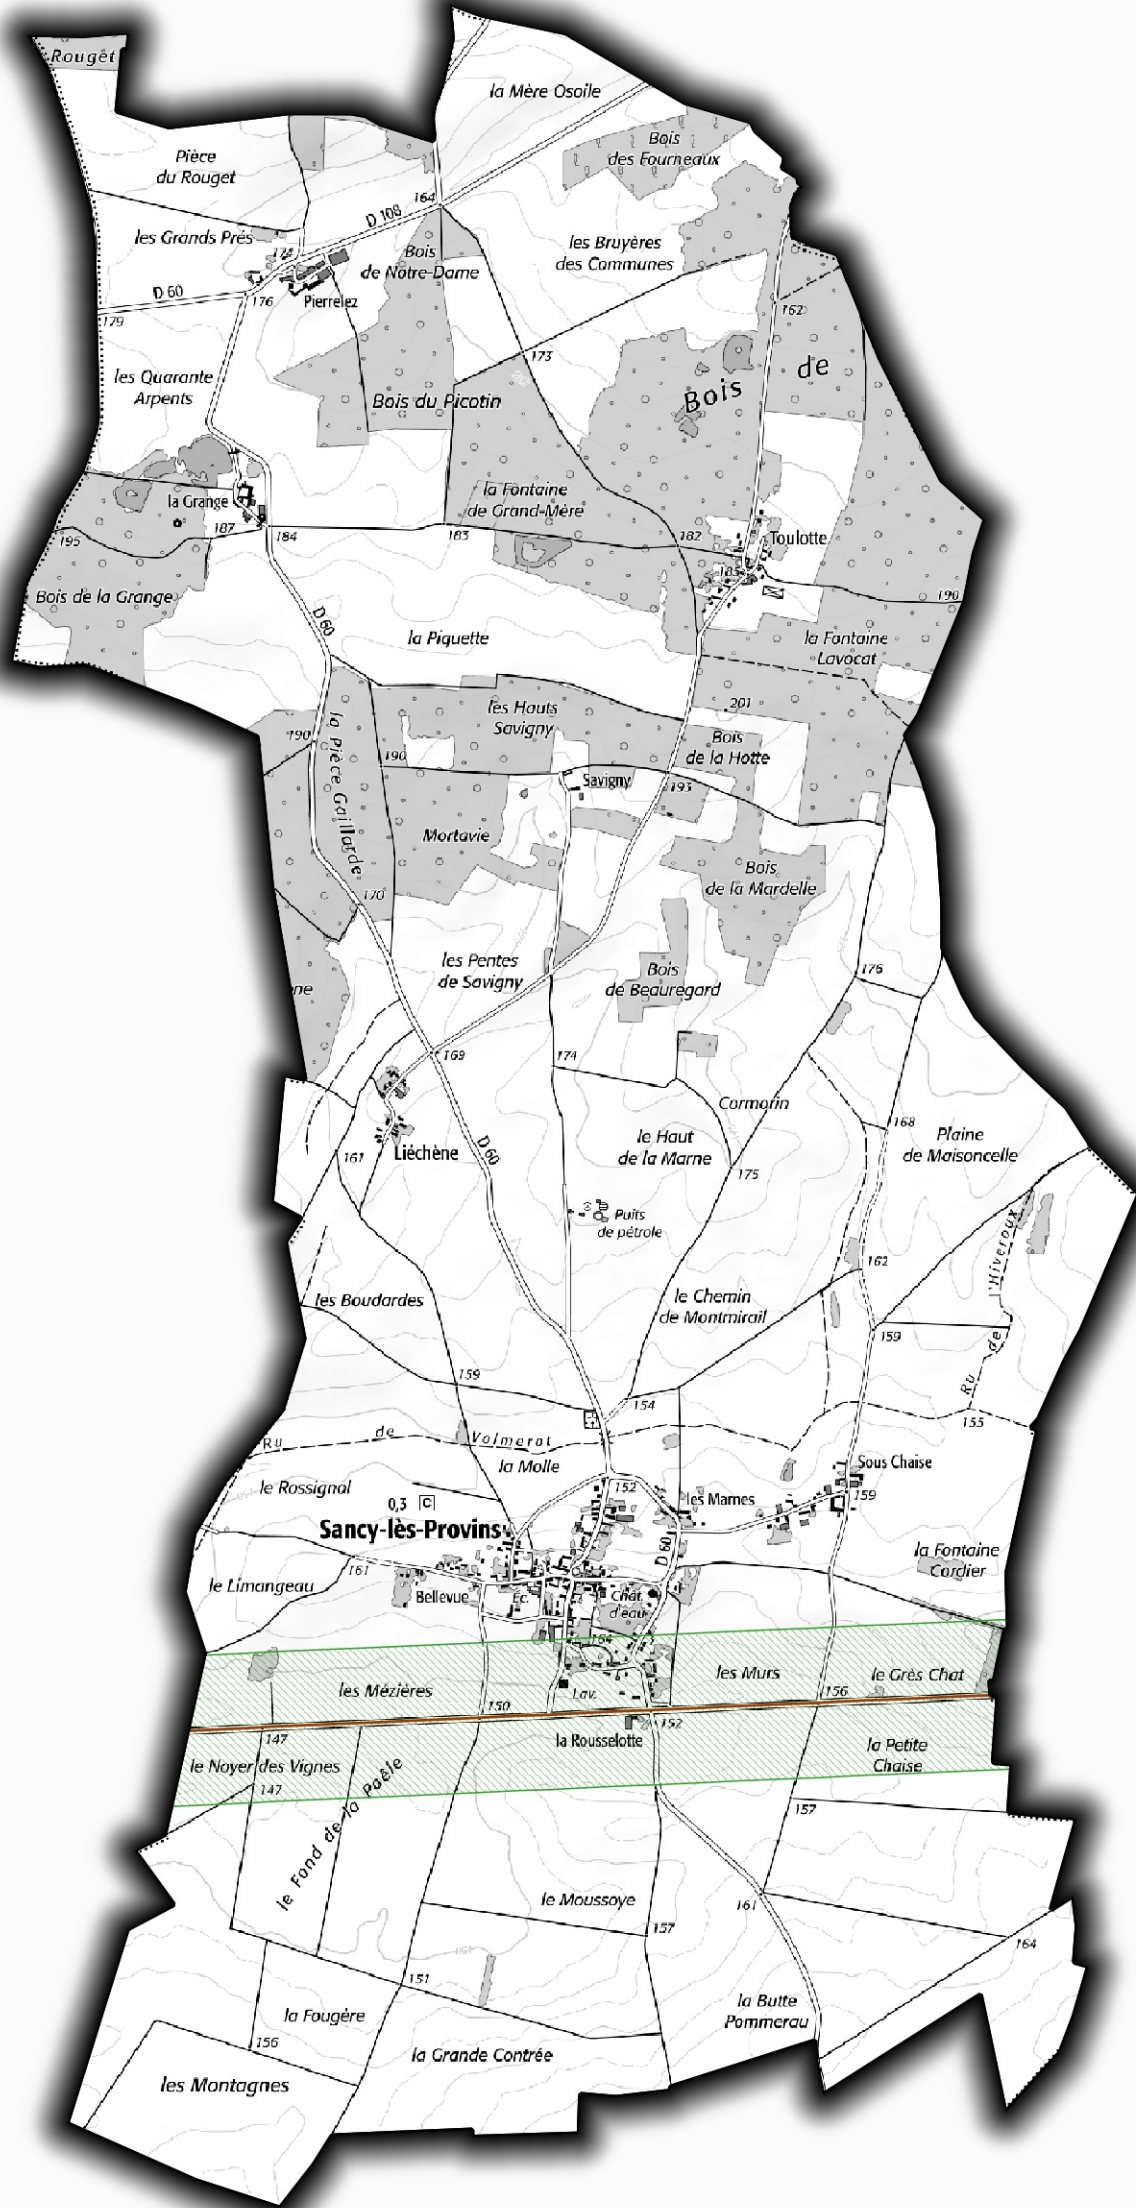 Rouget
la Mère Osoile
Pièce
du Rouget
Bois
des Fourneaux
164
D 108
les Grands Prés
174
Bois
de Notre-Dame
les Bruyères
des Communes
D 60
176
Pierrelez
179
162
173
les Quarante
Arpents
Bois de
Bois du Picotin
la Grange
la Fontaine
de Grand-Mère
187
184
183
182
Toulotte
195
185
190
Bois de la Grange
D 60
la Piquette
la Fontaine
Lavocat
201
les Hauts
Savigny
la Pièce Gaillarde
190
190
Bois
de la Hotte
Savigny
193
Mortavie
Bois
de la Mardelle
170
les Pentes
de Savigny
Bois
de Beauregard
176
ne
169
174
Cormorin
168
Plaine
de Maisoncelle
le Haut
de la Marne
Liéchène
161
D 60
175
Puits
de pétrole
Ru de l'Hiveroux
162
les Boudardes
le Chemin
de Montmirail
159
159
154
155
Ru de Volmerot
la Molle
Sous Chaise
le Rossignol
152
les Marnes
159
0,3 C
Sancy-lès-Provins
D 60
la Fontaine
Cordier
161
le Limangeau
Bellevue
Ec.
Chât.
d'eau
164
les Mézières
les Murs
le Grès Chat
Lav.
156
150
152
147
la Rousselotte
la Petite
Chaise
le Noyer des Vignes
147
157
le Fond de la Poêle
le Moussoye
161
157
164
151
la Fougère
la Butte
Pommerau
156
la Grande Contrée
les Montagnes